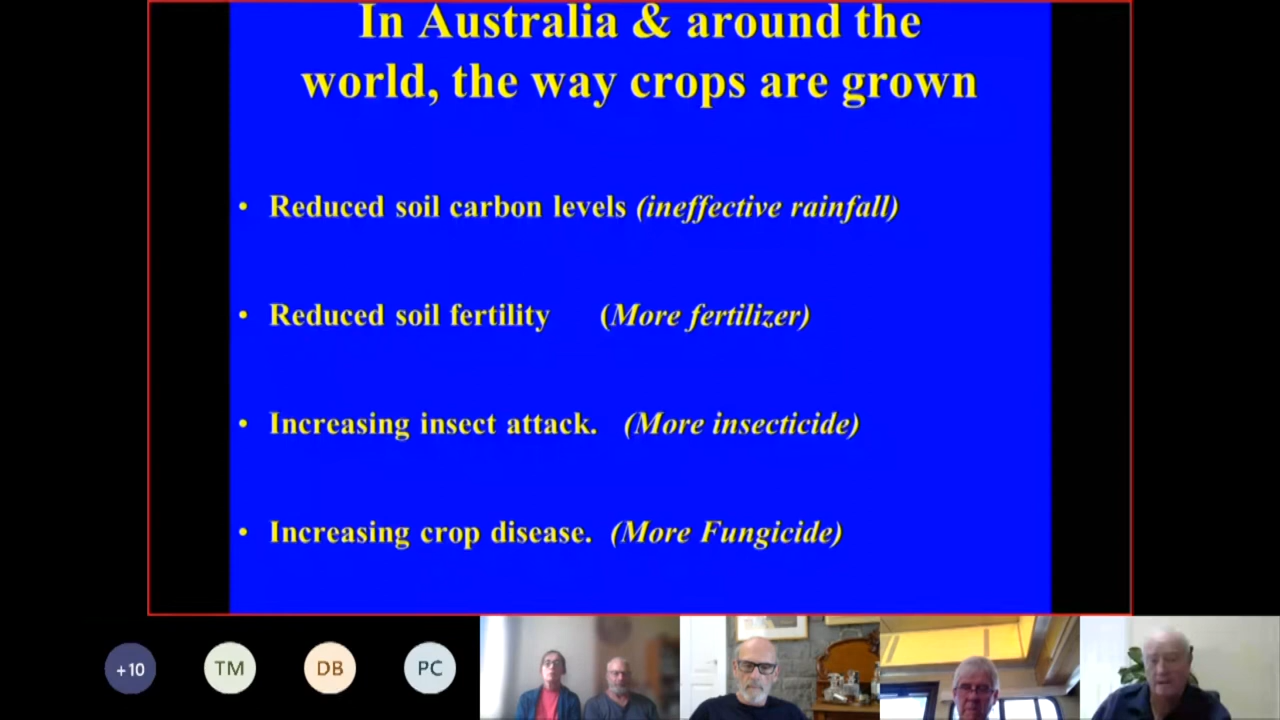 In Australia & around the
world, the way crops are grown
• Reduced soil carbon levels (ineffective rainfall)
• Reduced soil fertility (More fertilizer)
• Increasing insect attack. (More insecticide)
• Increasing crop disease. (More Fungicide)
+10 TM DB PC